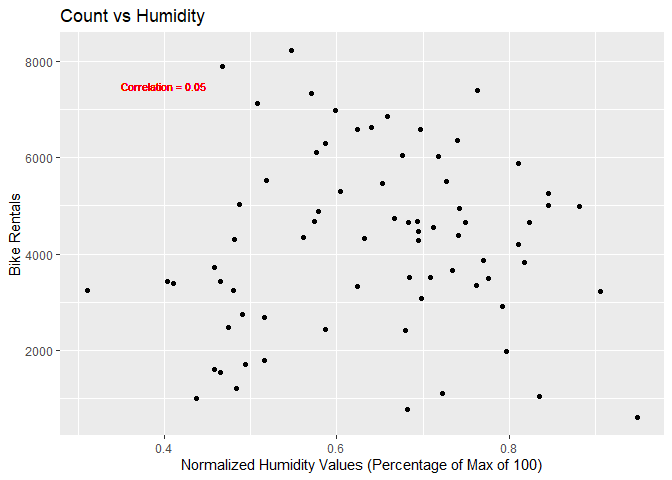 Count vs Humidity
8000
Correlation = 0.05
6000
Bike Rentals
4000
2000
0.4 0.6 0.8
Normalized Humidity Values (Percentage of Max of 100)